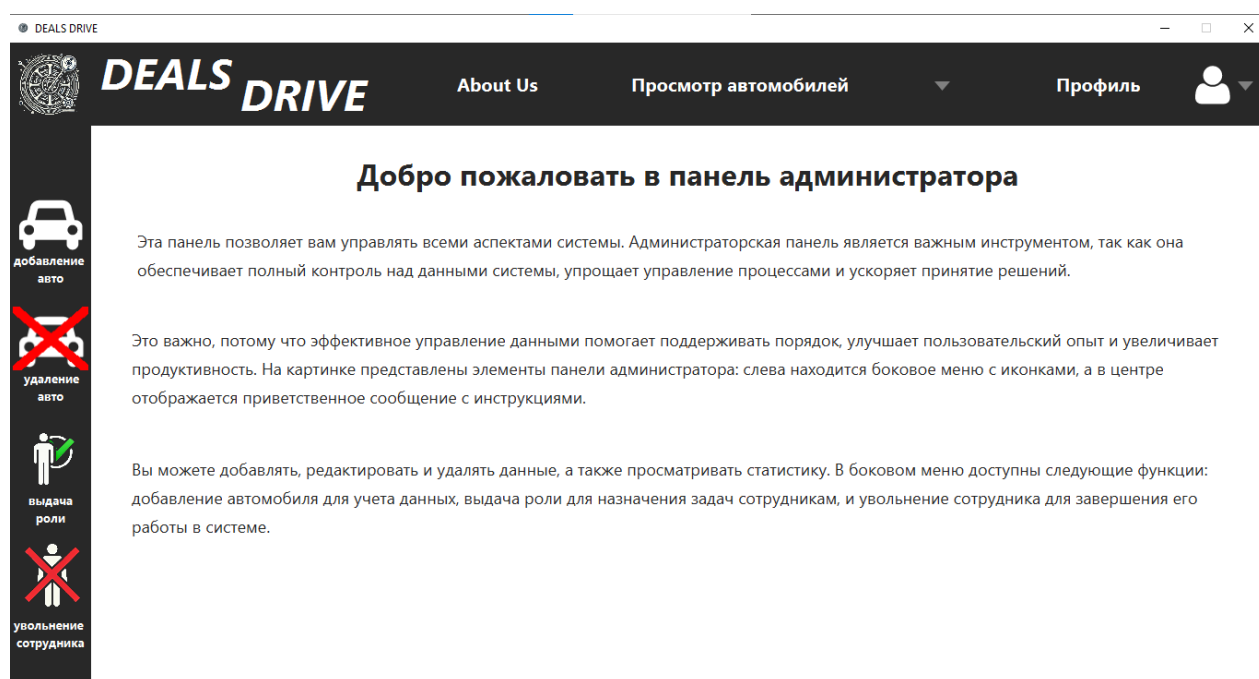 DEALS DRIVE
DEALS
DRIVE
About Us
Просмотр автомобилей
Профиль
добавление
авто
удаление
авто
выдача
роли
увольнение
сотрудника
Добро пожаловать в панель администратора
Эта панель позволяет вам управлять всеми аспектами системы. Администраторская панель является важным инструментом, так как она
обеспечивает полный контроль над данными системы, упрощает управление процессами и ускоряет принятие решений.
Это важно, потому что эффективное управление данными помогает поддерживать порядок, улучшает пользовательский опыт и увеличивает
продуктивность. На картинке представлены элементы панели администратора: слева находится боковое меню с иконками, а в центре
отображается приветственное сообщение с инструкциями.
Вы можете добавлять, редактировать и удалять данные, а также просматривать статистику. В боковом меню доступны следующие функции:
добавление автомобиля для учета данных, выдача роли для назначения задач сотрудникам, и увольнение сотрудника для завершения его
работы в системе.